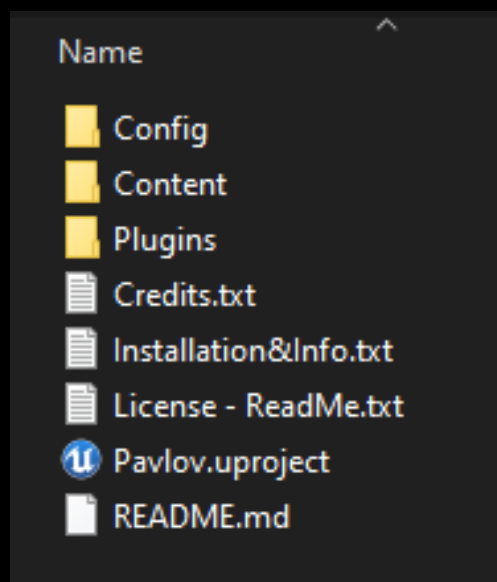 Name
Config
Content
Plugins
Credits.txt
Installation&Info.txt
License - ReadMe.txt
Pavlov.uproject
README.md